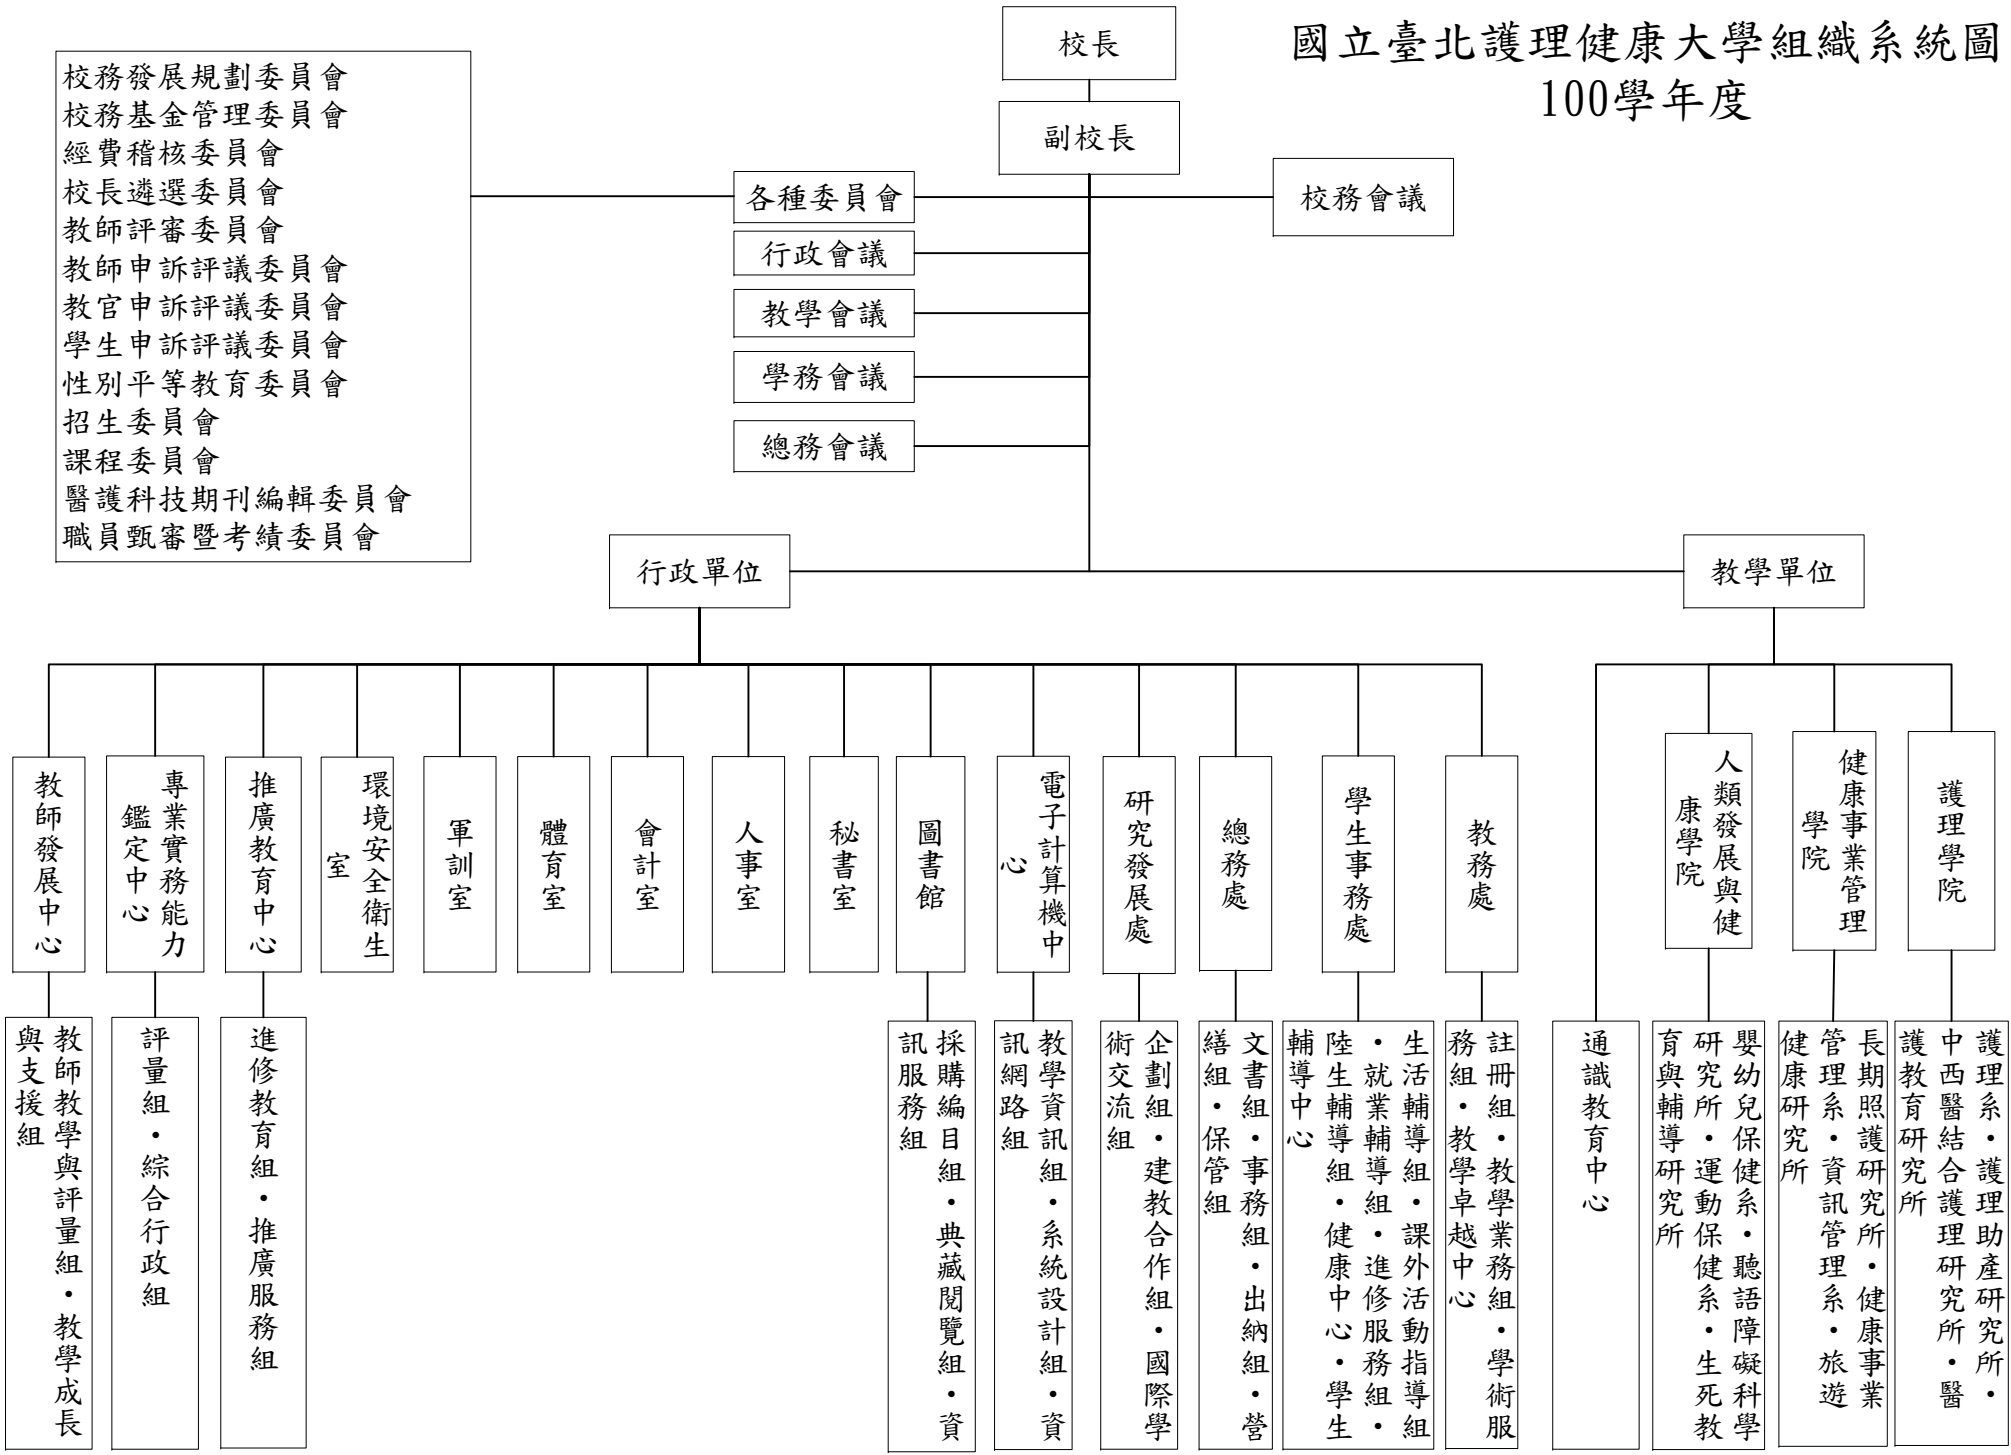 國立臺北護理健康大學組織系統圖
100學年度
校長
副校長
校務會議
各種委員會
行政會議
教學會議
學務會議
總務會議
校務發展規劃委員會
校務基金管理委員會
經費稽核委員會
校長遴選委員會
教師評審委員會
教師申訴評議委員會
教官申訴評議委員會
學生申訴評議委員會
性別平等教育委員會
招生委員會
課程委員會
醫護科技期刊編輯委員會
職員甄審暨考績委員會
行政單位
教學單位
教師發展中心
專業實務能力
鑑定中心
推廣教育中心
環境安全衛生
室
軍訓室
體育室
會計室
人事室
秘書室
圖書館
電子計算機中
心
研究發展處
總務處
學生事務處
教務處
人類發展與健
康學院
健康事業管理
學院
護理學院
教師教學與評量組・教學成長
與支援組
評量組・綜合行政組
進修教育組・推廣服務組
採購編目組・典藏閱覽組・資
訊服務組
教學資訊組・系統設計組・資
訊網路組
企劃組・建教合作組・國際學
術交流組
文書組・事務組・出納組・營
繕組・保管組
生活輔導組・課外活動指導組
・就業輔導組・進修服務組・
陸生輔導組・健康中心・學生
輔導中心
註冊組・教學業務組・學術服
務組・教學卓越中心
通識教育中心
嬰幼兒保健系・聽語障礙科學
研究所・運動保健系・生死教
育與輔導研究所
長期照護研究所・健康事業
管理系・資訊管理系・旅遊
健康研究所
護理系・護理助產研究所・
中西醫結合護理研究所・醫
護教育研究所